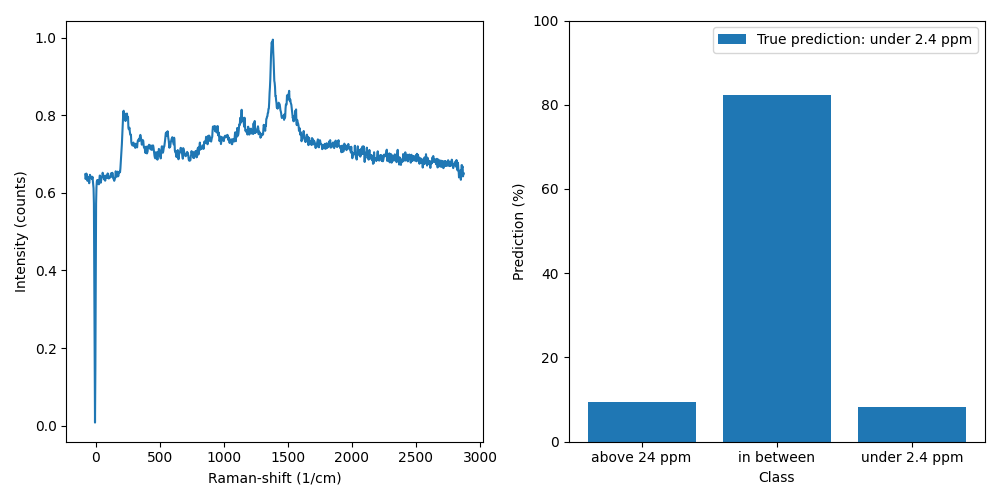 1.0
0.8
0.6
0.4
0.2
0.0
Intensity (counts)
0 500 1000 1500 2000 2500 3000
Raman-shift (1/cm)
100
80
60
40
20
0
Prediction (%)
True prediction: under 2.4 ppm
above 24 ppm in between under 2.4 ppm
Class